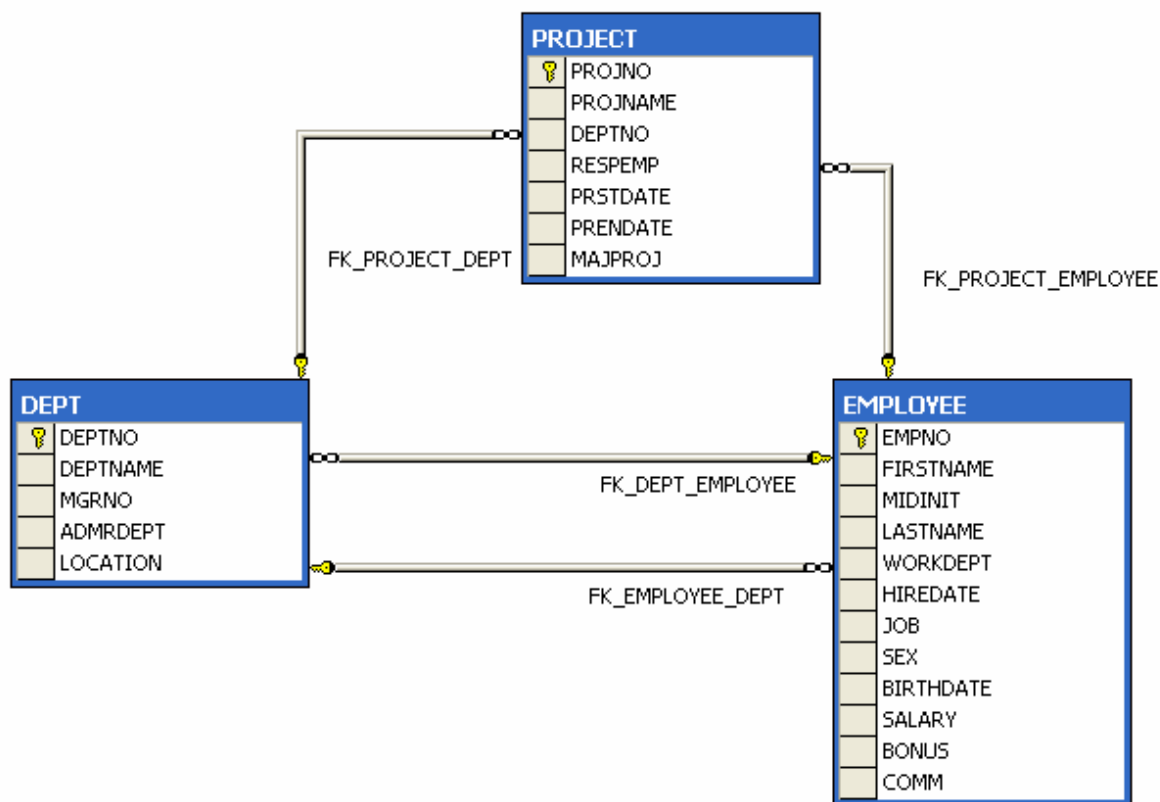 PROJECT
PROJNO
PROJNAME
DEPTNO
RESPEMP
PRSTDATE
PRENDATE
MAJPROJ
FK_PROJECT_DEPT
FK_PROJECT_EMPLOYEE
DEPT
DEPTNO
DEPTNAME
MGRNO
ADMRDEPT
LOCATION
FK_DEPT_EMPLOYEE
FK_EMPLOYEE_DEPT
EMPLOYEE
EMPNO
FIRSTNAME
MIDINIT
LASTNAME
WORKDEPT
HIREDATE
JOB
SEX
BIRTHDATE
SALARY
BONUS
COMM